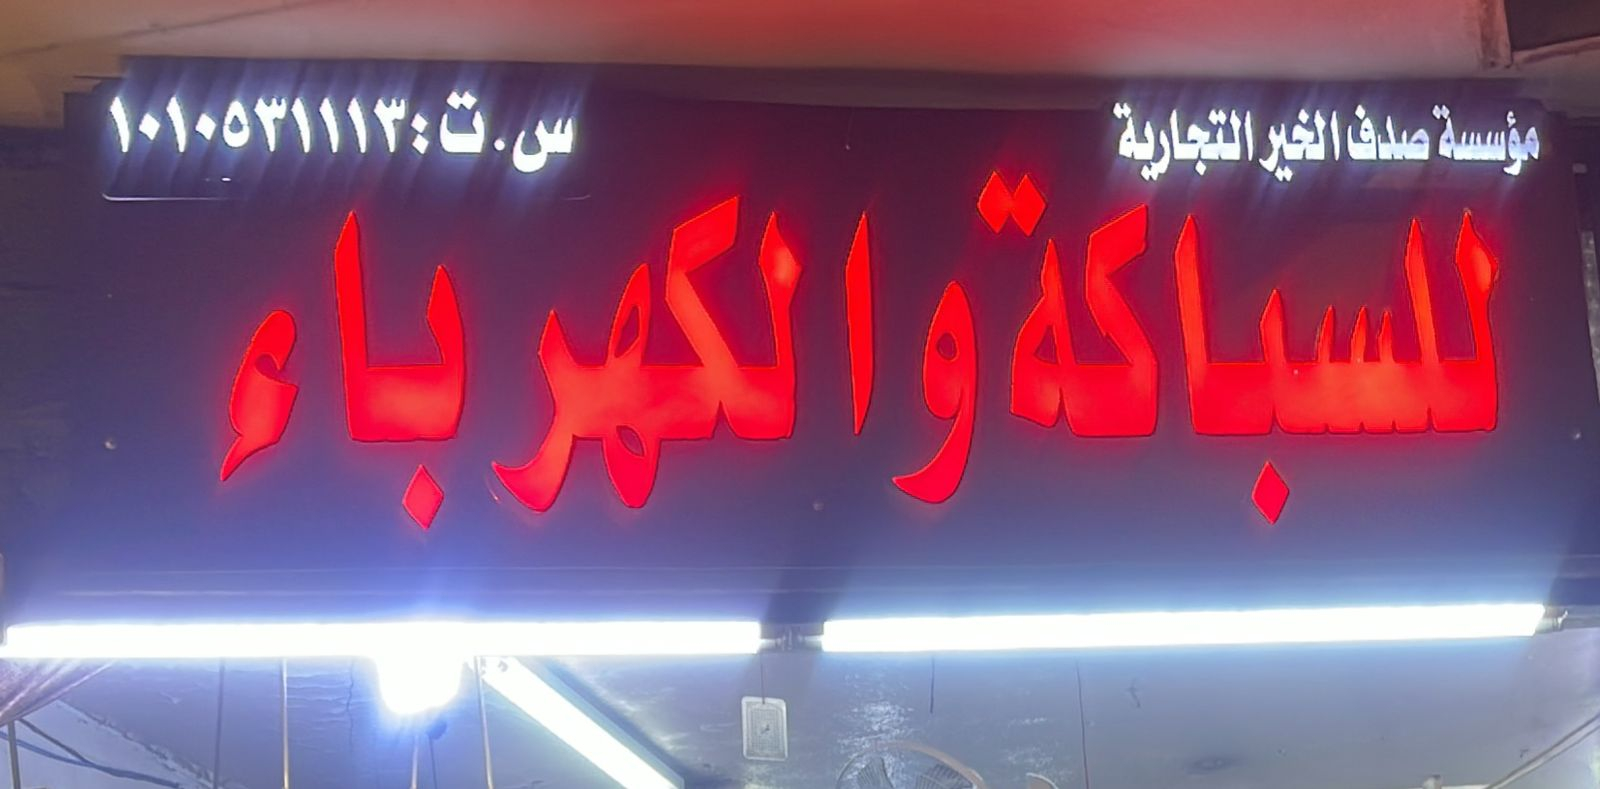 مؤسسة صدف الخير التجارية
س.ت: ١٠١٠٥٣١١١٣
للسباكة والكهرباء